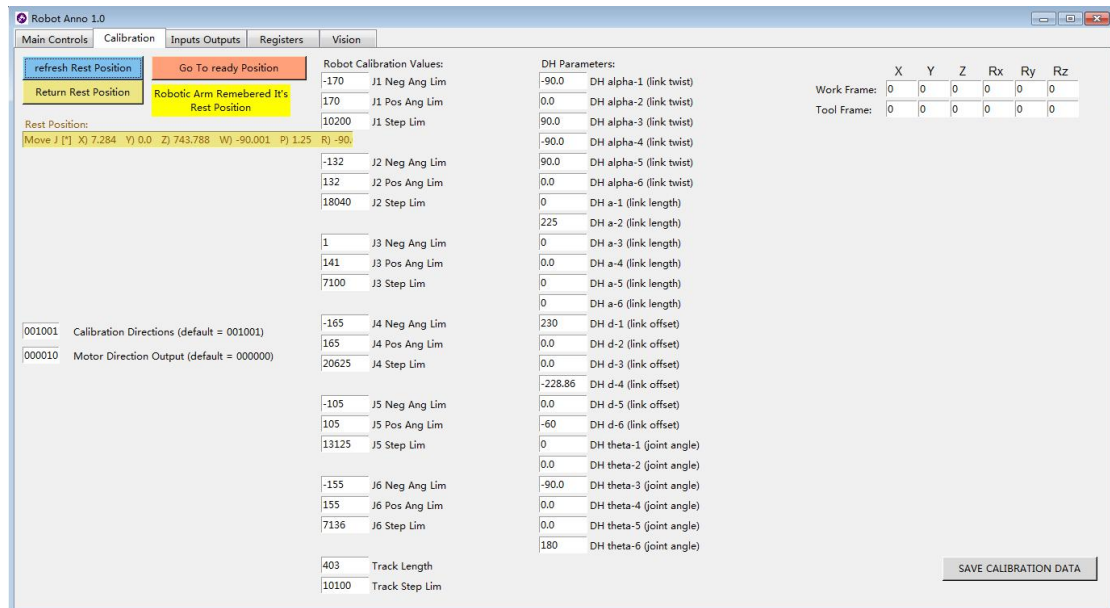 Robot Anno 1.0
Main Controls Calibration Inputs Outputs Registers Vision
refresh Rest Position Go To ready Position
Return Rest Position Robotic Arm Remebered It's
Rest Position
Rest Position:
Move J [*] X) 7.284 Y) 0.0 Z) 743.788 W) -90.001 P) 1.25 R) -90.
001001 Calibration Directions (default = 001001)
000010 Motor Direction Output (default = 000000)
Robot Calibration Values:
-170 J1 Neg Ang Lim
170 J1 Pos Ang Lim
10200 J1 Step Lim
-132 J2 Neg Ang Lim
132 J2 Pos Ang Lim
18040 J2 Step Lim
1 J3 Neg Ang Lim
141 J3 Pos Ang Lim
7100 J3 Step Lim
-165 J4 Neg Ang Lim
165 J4 Pos Ang Lim
20625 J4 Step Lim
-105 J5 Neg Ang Lim
105 J5 Pos Ang Lim
13125 J5 Step Lim
-155 J6 Neg Ang Lim
155 J6 Pos Ang Lim
7136 J6 Step Lim
403 Track Length
10100 Track Step Lim
DH Parameters:
-90.0 DH alpha-1 (link twist)
0.0 DH alpha-2 (link twist)
90.0 DH alpha-3 (link twist)
-90.0 DH alpha-4 (link twist)
90.0 DH alpha-5 (link twist)
0.0 DH alpha-6 (link twist)
0 DH a-1 (link length)
225 DH a-2 (link length)
0 DH a-3 (link length)
0.0 DH a-4 (link length)
0 DH a-5 (link length)
0 DH a-6 (link length)
230 DH d-1 (link offset)
0.0 DH d-2 (link offset)
0.0 DH d-3 (link offset)
-228.86 DH d-4 (link offset)
0.0 DH d-5 (link offset)
-60 DH d-6 (link offset)
0 DH theta-1 (joint angle)
0.0 DH theta-2 (joint angle)
-90.0 DH theta-3 (joint angle)
0.0 DH theta-4 (joint angle)
0.0 DH theta-5 (joint angle)
180 DH theta-6 (joint angle)
X Y Z Rx Ry Rz
Work Frame: 0 0 0 0 0 0
Tool Frame: 0 0 0 0 0 0
SAVE CALIBRATION DATA